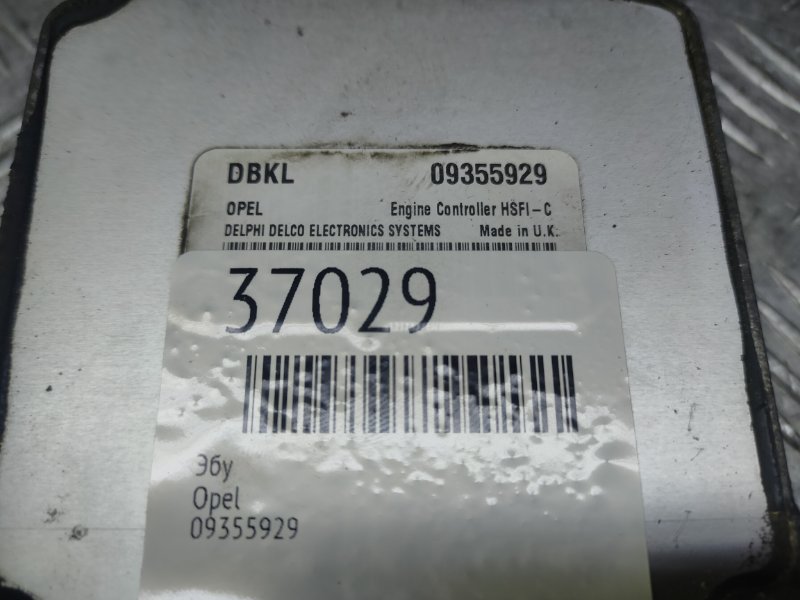 DBKL 09355929
OPEL Engine Controller HSFI-C
DELPHI DELCO ELECTRONICS SYSTEMS Made in U.K.
37029
Эбу
Opel
09355929